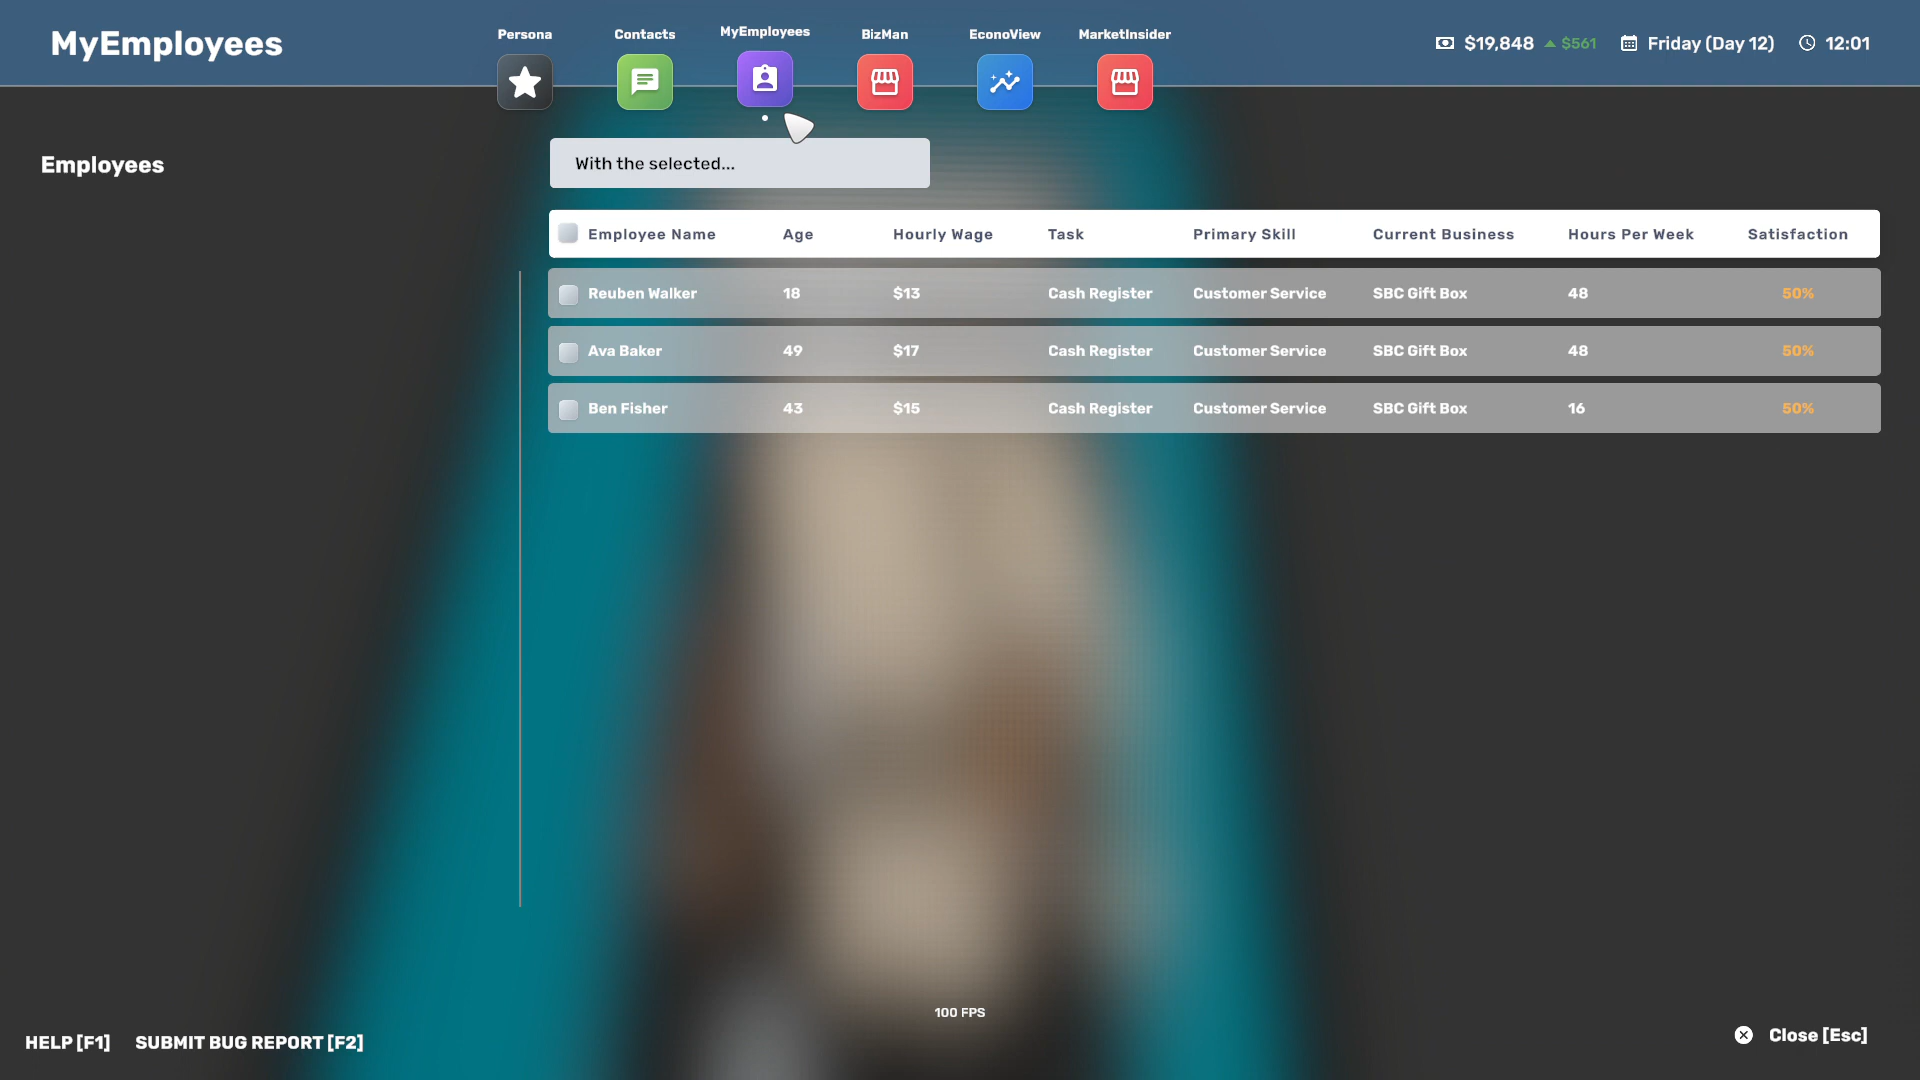 MyEmployees
Persona
Contacts
MyEmployees
BizMan
EconoView
MarketInsider
$19,848 $561 Friday (Day 12) 12:01
Employees
With the selected...
Employee Name Age Hourly Wage Task Primary Skill Current Business Hours Per Week Satisfaction
Reuben Walker 18 $13 Cash Register Customer Service SBC Gift Box 48 50%
Ava Baker 49 $17 Cash Register Customer Service SBC Gift Box 48 50%
Ben Fisher 43 $15 Cash Register Customer Service SBC Gift Box 16 50%
100 FPS
HELP [F1] SUBMIT BUG REPORT [F2]
Close [Esc]